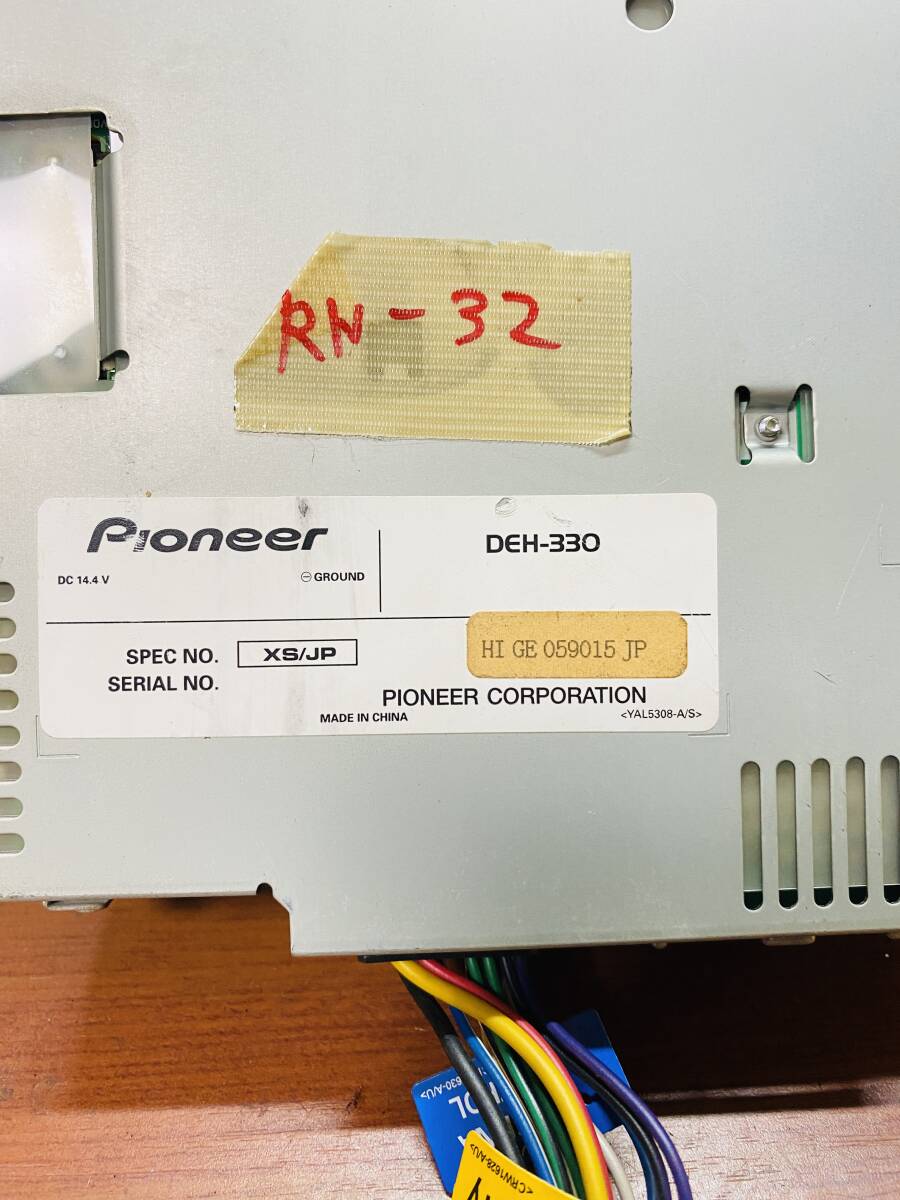 RN-32
Pioneer
DEH-330
DC 14.4 V
⊖ GROUND
SPEC NO.
XS/JP
HI GE 059015 JP
SERIAL NO.
PIONEER CORPORATION
MADE IN CHINA
<YAL5308-A/S>
<CRW1628-A/U>